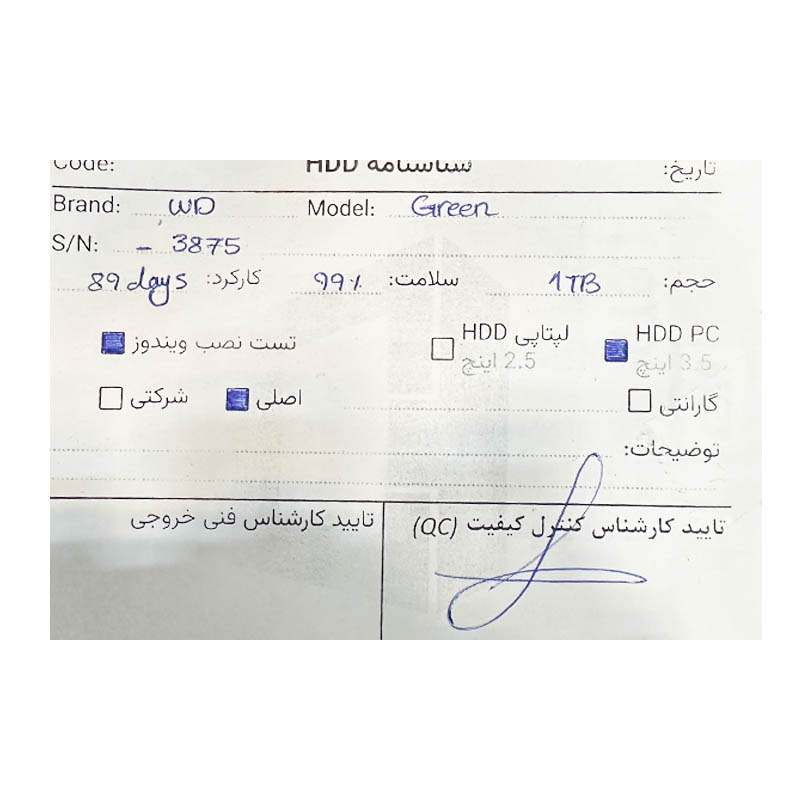 Code: شناسنامه HDD تاریخ:
Brand: WD Model: Green
S/N: - 3875
حجم: 1TB سلامت: 99% کارکرد: 89 days
HDD PC لپتاپی HDD تست نصب ویندوز
3.5 اینچ 2.5 اینچ
گارانتی اصلی شرکتی
توضیحات:
تایید کارشناس کنترل کیفیت (QC) تایید کارشناس فنی خروجی